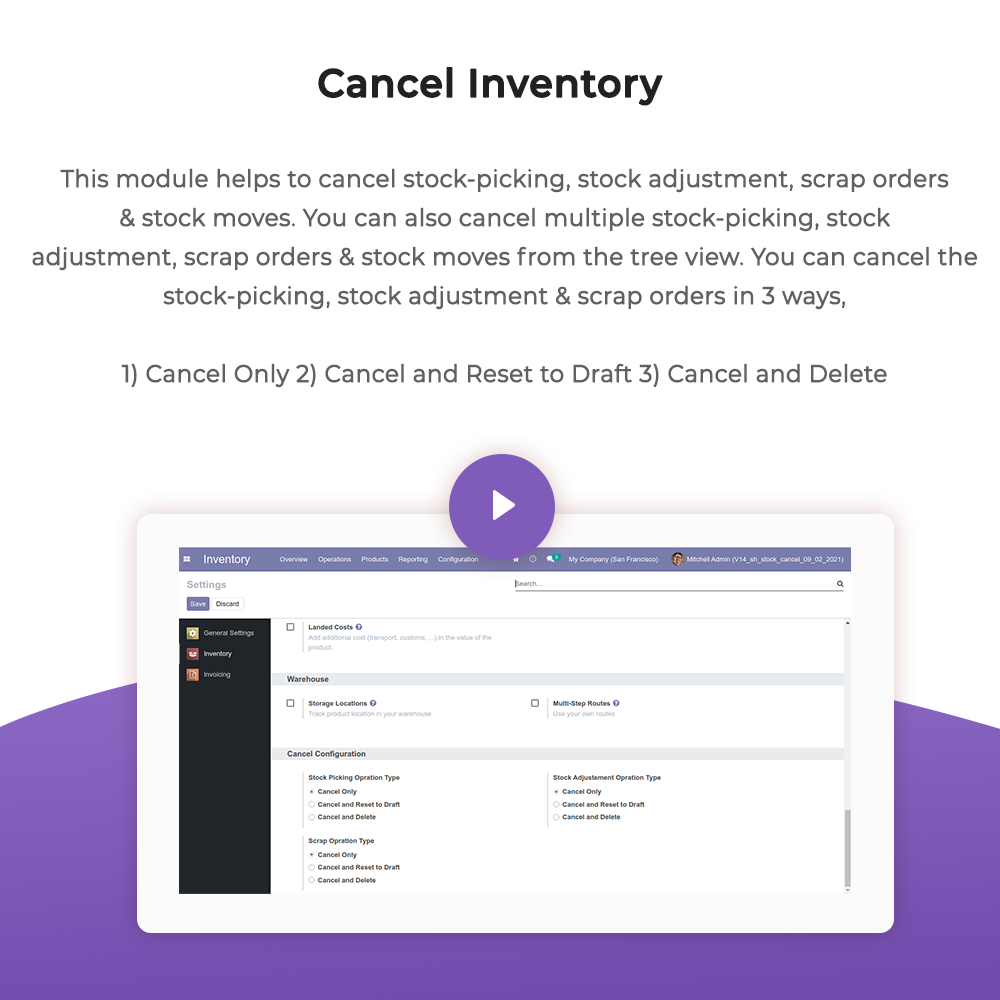 Cancel Inventory
This module helps to cancel stock-picking, stock adjustment, scrap orders
& stock moves. You can also cancel multiple stock-picking, stock
adjustment, scrap orders & stock moves from the tree view. You can cancel the
stock-picking, stock adjustment & scrap orders in 3 ways,
1) Cancel Only 2) Cancel and Reset to Draft 3) Cancel and Delete
Inventory Overview Operations Products Reporting Configuration My Company (San Francisco) Mitchell Admin (V14_sh_stock_cancel_09_02_2021)
Settings Search...
Save Discard
General Settings
Inventory
Invoicing
Landed Costs
Add additional cost (transport, customs, ...) in the value of the
product.
Warehouse
Storage Locations Multi-Step Routes
Track product location in your warehouse Use your own routes
Cancel Configuration
Stock Picking Opration Type Stock Adjustement Opration Type
Cancel Only Cancel Only
Cancel and Reset to Draft Cancel and Reset to Draft
Cancel and Delete Cancel and Delete
Scrap Opration Type
Cancel Only
Cancel and Reset to Draft
Cancel and Delete